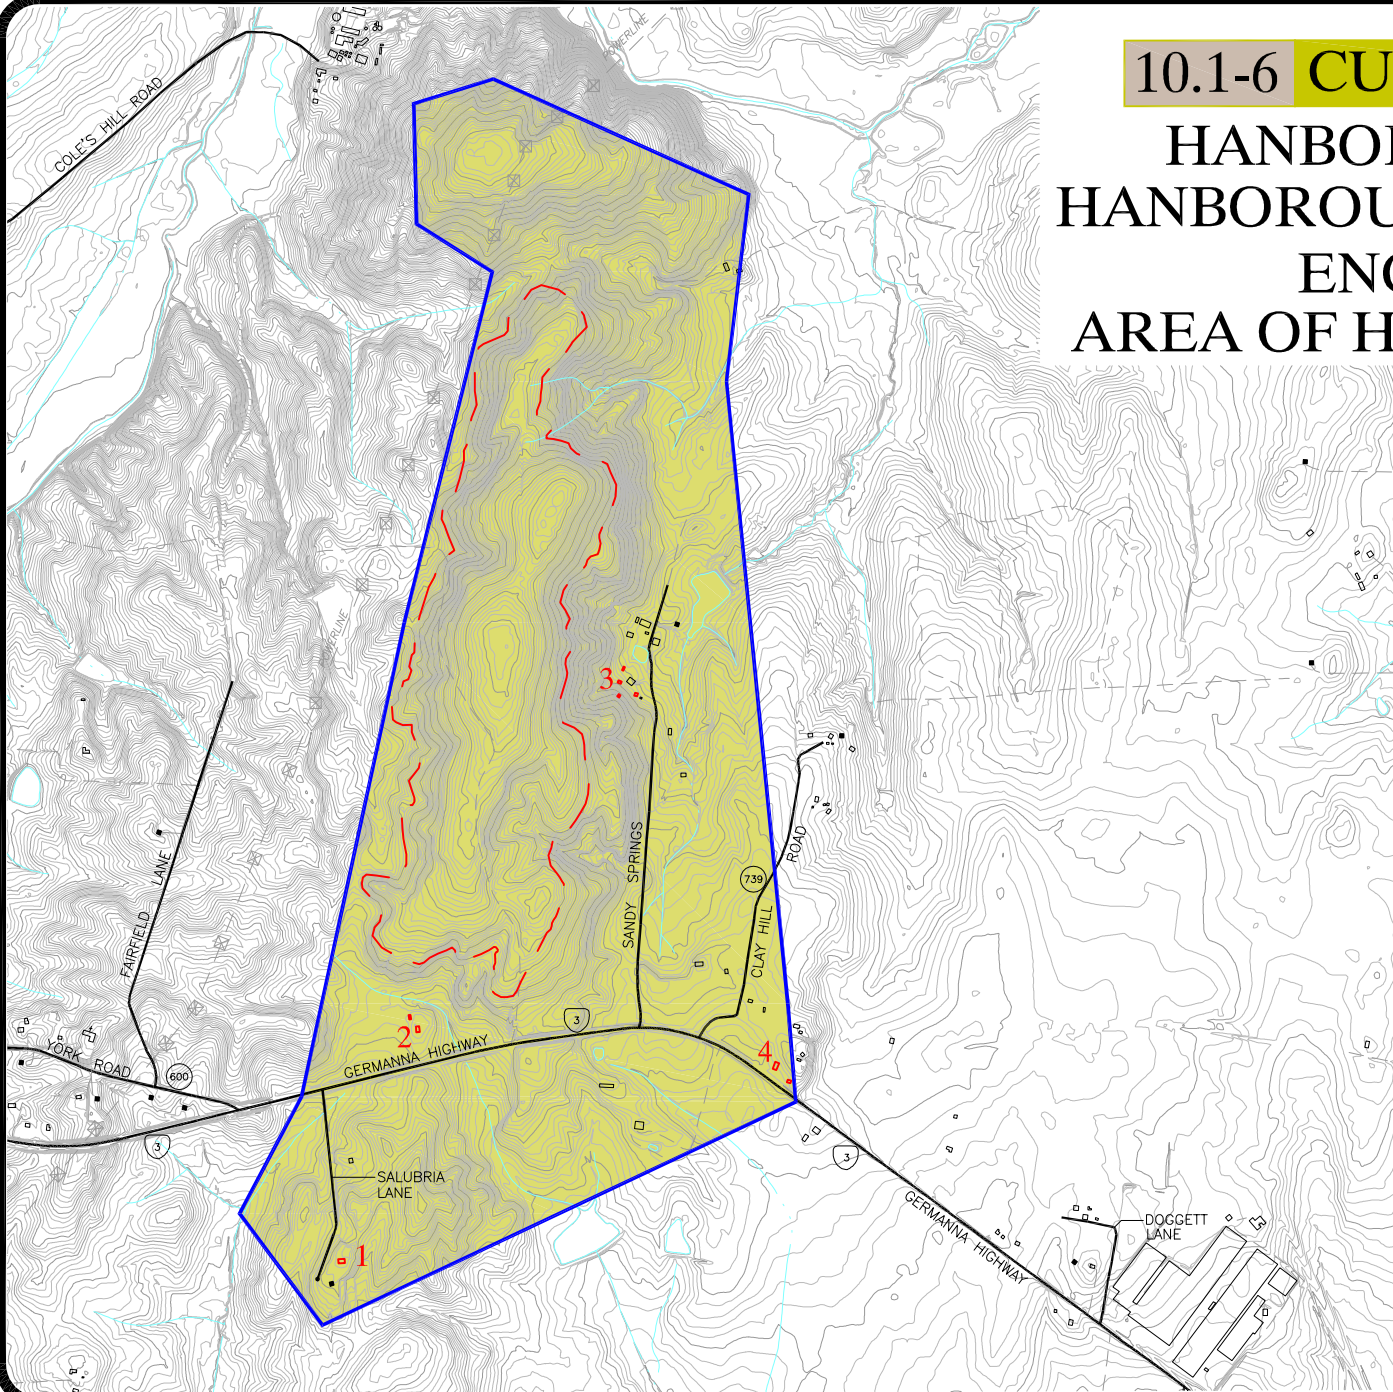 10.1-6 CU
HANBO
HANBOROU
ENG
AREA OF H
POWERLINE
COLE'S HILL ROAD
POWERLINE
FAIRFIELD LANE
YORK ROAD
600
3
GERMANNA HIGHWAY
3
SANDY SPRINGS
739
CLAY HILL ROAD
3
2
4
1
SALUBRIA
LANE
3
GERMANNA HIGHWAY
DOGGETT
LANE